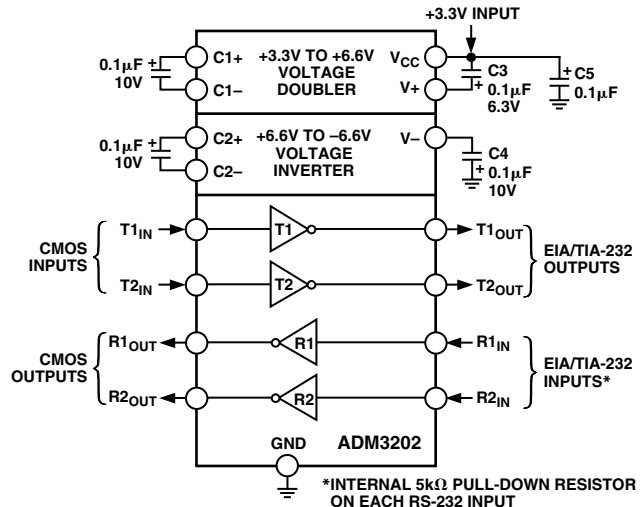 +3.3V INPUT
0.1µF
10V
+
C1+
C1–
+3.3V TO +6.6V
VOLTAGE
DOUBLER
VCC
V+
C3
+ 0.1µF
6.3V
+ C5
0.1µF
0.1µF
10V
+
C2+
C2–
+6.6V TO –6.6V
VOLTAGE
INVERTER
V–
C4
+ 0.1µF
10V
CMOS
INPUTS
T1IN
T1
T1OUT
T2IN
T2
T2OUT
EIA/TIA-232
OUTPUTS
CMOS
OUTPUTS
R1OUT
R1
R1IN
R2OUT
R2
R2IN
EIA/TIA-232
INPUTS*
GND
ADM3202
*INTERNAL 5kΩ PULL-DOWN RESISTOR
ON EACH RS-232 INPUT